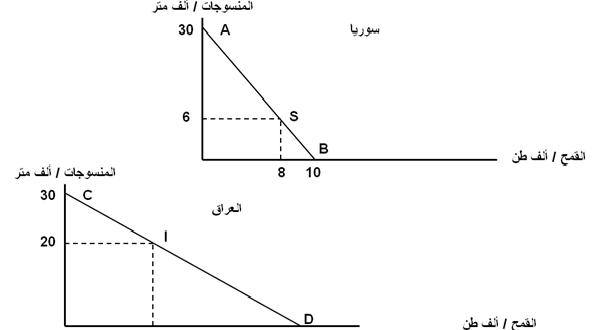 المنسوجات / ألف متر
سوريا
30 A
6 S
B
8 10
القمح / ألف طن
المنسوجات / ألف متر
30 C
العراق
20 İ
D
القمح / ألف طن